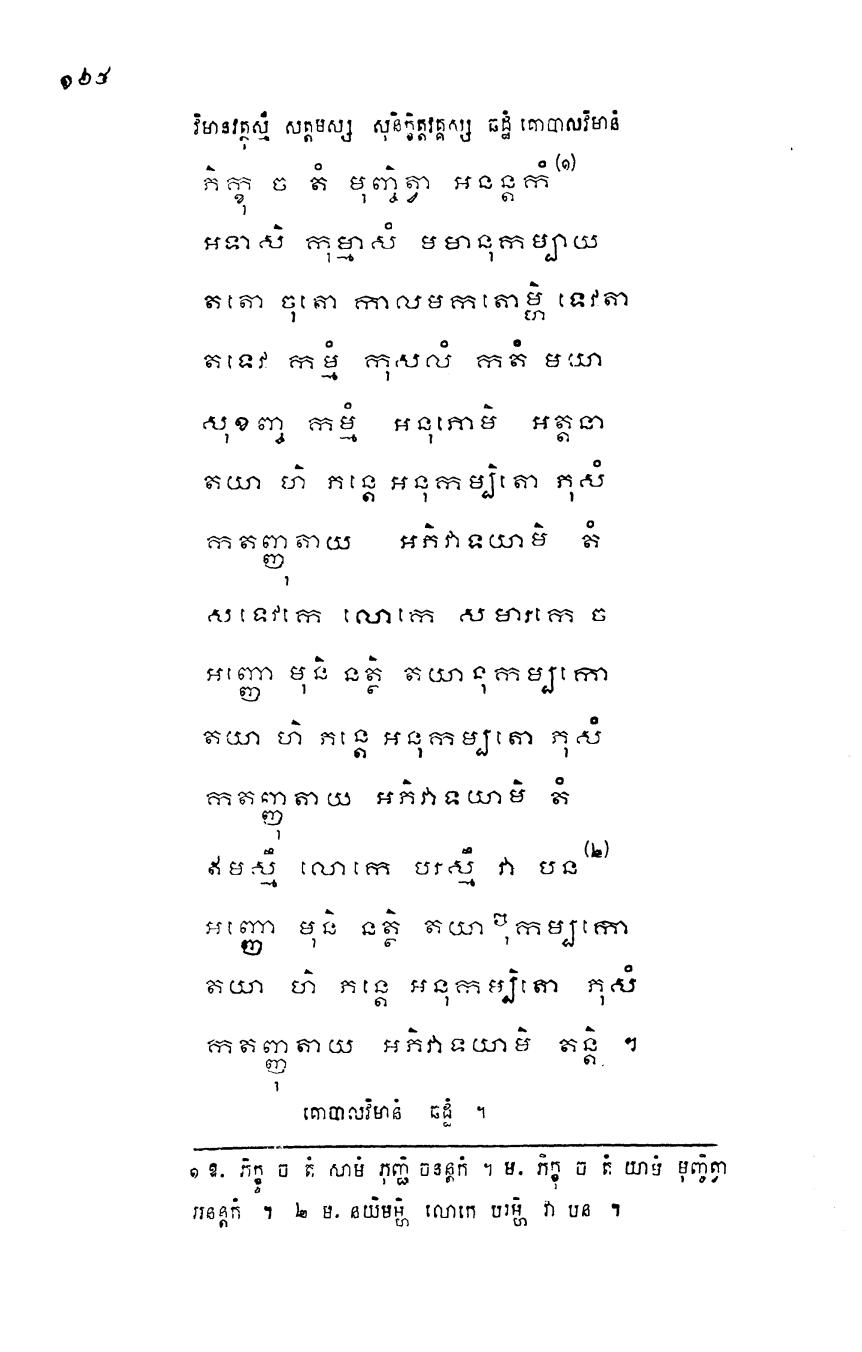 ១៦៨
វិមានវត្ថុស្មឹ សត្តមស្ស សុនិក្ខិត្តវគ្គស្ស ឆដ្ឋំ គោបាលវិមានំ
ភិក្ខុ ច តំ មុញ្ចិត្វា អនន្តកំ (១)
អទាសិ កុម្មាសំ មមានុកម្បាយ
តតោ ចុតោ កាលមកតោម្ហិ ទេវតា
តទេវ កម្មំ កុសលំ កតំ មយា
សុខញ្ច កម្មំ អនុភោមិ អត្តនា
តយា ហិ ភន្តេ អនុកម្បិតោ ភុសំ
កតញ្ញុតាយ អភិវាទយាមិ តំ
សទេវកេ លោកេ សមារកេ ច
អញ្ញោ មុនិ នត្ថិ តយានុកម្បកោ
តយា ហិ ភន្តេ អនុកម្បតោ ភុសំ
កតញ្ញុតាយ អភិវាទយាមិ តំ
ឥមស្មឹ លោកេ បរស្មឹ វា បន (២)
អញ្ញោ មុនិ នត្ថិ តយានុកម្បកោ
តយា ហិ ភន្តេ អនុកម្បិតោ ភុសំ
កតញ្ញុតាយ អភិវាទយាមិ តន្តិ ។
គោបាលវិមានំ ឆដ្ឋំ ។
១ ឱ. ភិក្ខូ ច តំ សាមំ ភុញ្ជិ ចនន្តកំ ។ ម. ភិក្ខុ ច តំ យាទំ មុញ្ចិត្វា
អនន្តកំ ។ ២ ម. នយិមម្ហិ លោកេ បរម្ហិ វា បន ។